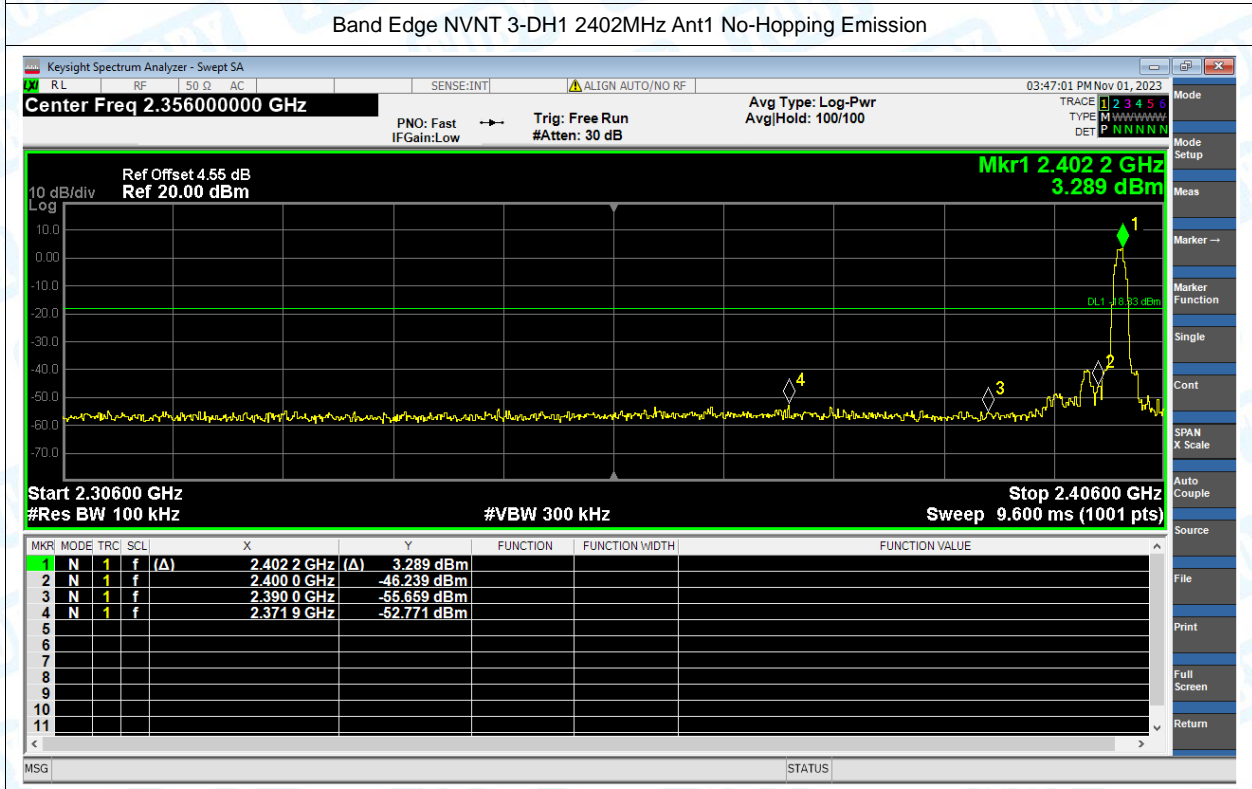 Band Edge NVNT 3-DH1 2402MHz Ant1 No-Hopping Emission
Keysight Spectrum Analyzer - Swept SA
LXI RL RF 50 Ω AC SENSE:INT ALIGN AUTO/NO RF 03:47:01 PM Nov 01, 2023
Center Freq 2.356000000 GHz
PNO: Fast
IFGain:Low
Trig: Free Run
#Atten: 30 dB
Avg Type: Log-Pwr
Avg|Hold: 100/100
TRACE 1 2 3 4 5 6
TYPE M WWWWW
DET P N N N N N
Mkr1 2.402 2 GHz
3.289 dBm
Ref Offset 4.55 dB
10 dB/div Ref 20.00 dBm
Log
10.0
0.00
-10.0
-20.0
-30.0
-40.0
-50.0
-60.0
-70.0
1
2
3
4
Start 2.30600 GHz Stop 2.40600 GHz
#Res BW 100 kHz #VBW 300 kHz Sweep 9.600 ms (1001 pts)
MKR MODE TRC SCL X Y FUNCTION FUNCTION WIDTH FUNCTION VALUE
1 N 1 f (Δ) 2.402 2 GHz (Δ) 3.289 dBm
2 N 1 f 2.400 0 GHz -46.239 dBm
3 N 1 f 2.390 0 GHz -55.659 dBm
4 N 1 f 2.371 9 GHz -52.771 dBm
5
6
7
8
9
10
11
MSG STATUS
Mode
Mode
Setup
Meas
Marker →
Marker
Function
Single
Cont
SPAN
X Scale
Auto
Couple
Source
File
Print
Full
Screen
Return